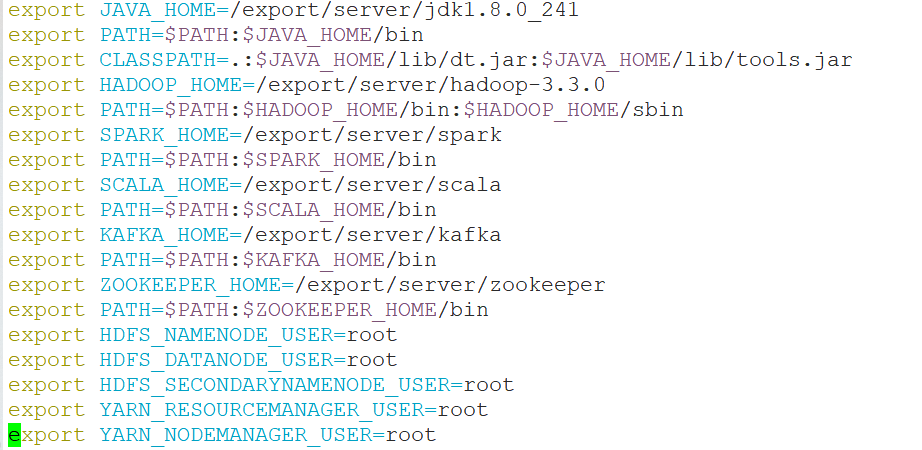 export JAVA_HOME=/export/server/jdk1.8.0_241
export PATH=$PATH:$JAVA_HOME/bin
export CLASSPATH=.:$JAVA_HOME/lib/dt.jar:$JAVA_HOME/lib/tools.jar
export HADOOP_HOME=/export/server/hadoop-3.3.0
export PATH=$PATH:$HADOOP_HOME/bin:$HADOOP_HOME/sbin
export SPARK_HOME=/export/server/spark
export PATH=$PATH:$SPARK_HOME/bin
export SCALA_HOME=/export/server/scala
export PATH=$PATH:$SCALA_HOME/bin
export KAFKA_HOME=/export/server/kafka
export PATH=$PATH:$KAFKA_HOME/bin
export ZOOKEEPER_HOME=/export/server/zookeeper
export PATH=$PATH:$ZOOKEEPER_HOME/bin
export HDFS_NAMENODE_USER=root
export HDFS_DATANODE_USER=root
export HDFS_SECONDARYNAMENODE_USER=root
export YARN_RESOURCEMANAGER_USER=root
export YARN_NODEMANAGER_USER=root